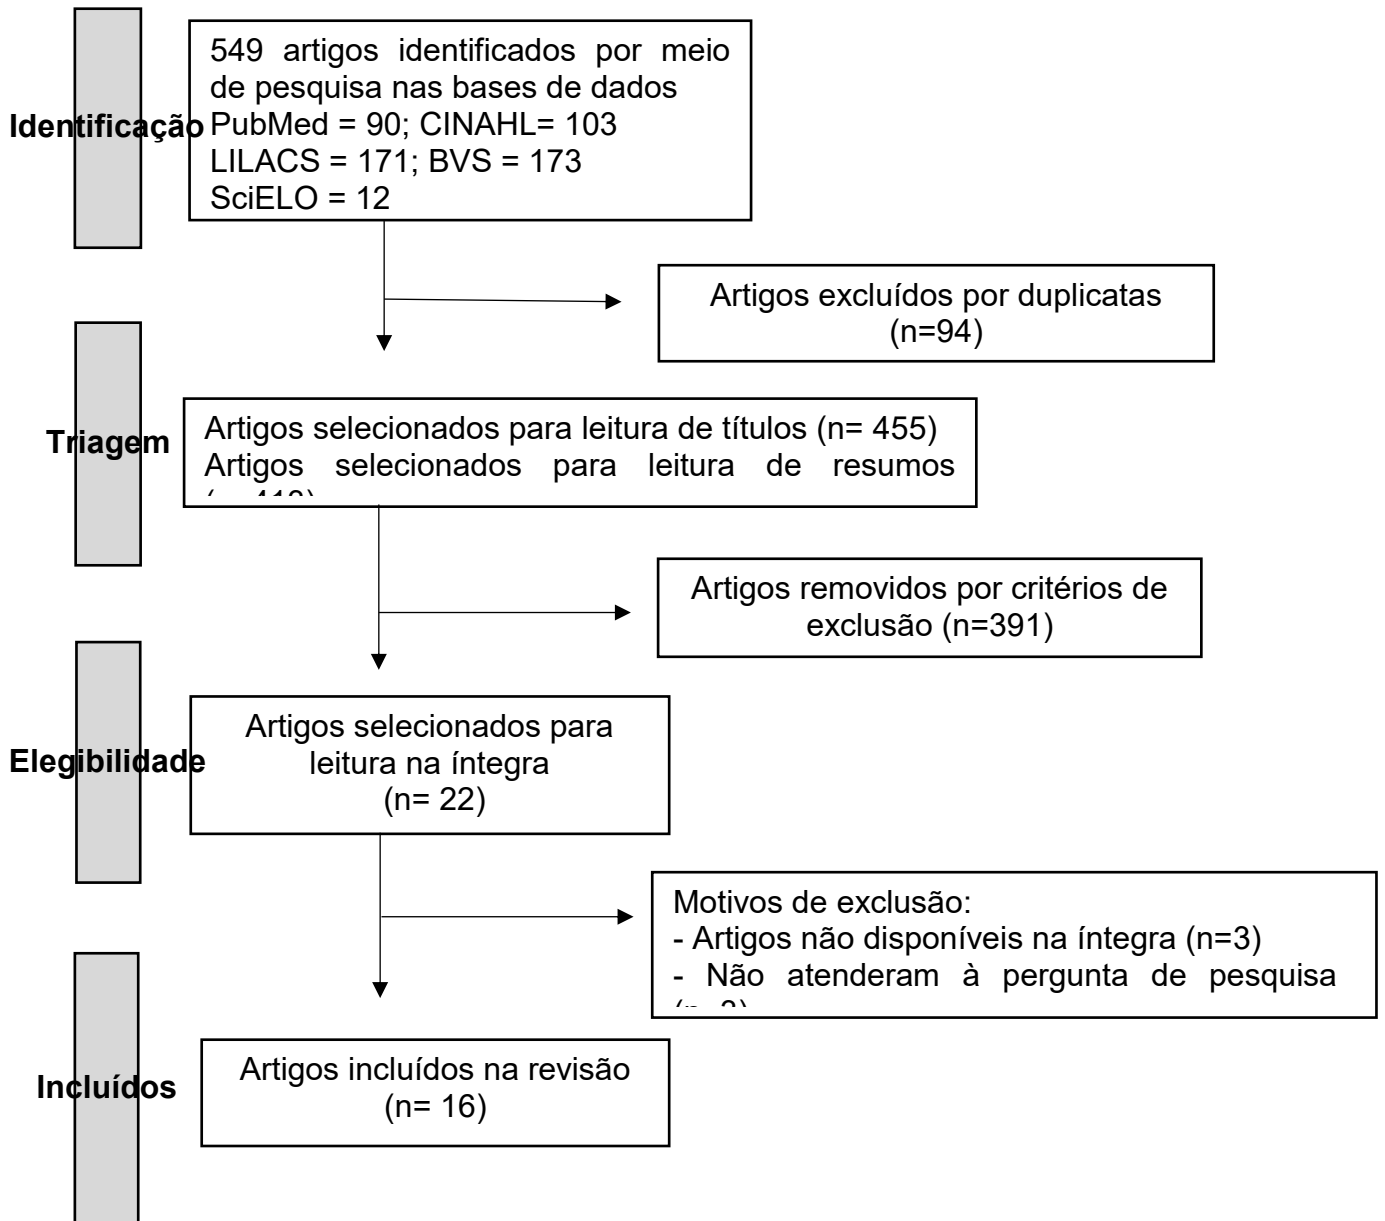 Identificação
549 artigos identificados por meio
de pesquisa nas bases de dados
PubMed = 90; CINAHL= 103
LILACS = 171; BVS = 173
SciELO = 12
Artigos excluídos por duplicatas
(n=94)
Triagem
Artigos selecionados para leitura de títulos (n= 455)
Artigos selecionados para leitura de resumos
Artigos removidos por critérios de
exclusão (n=391)
Elegibilidade
Artigos selecionados para
leitura na íntegra
(n= 22)
Motivos de exclusão:
- Artigos não disponíveis na íntegra (n=3)
- Não atenderam à pergunta de pesquisa
Incluídos
Artigos incluídos na revisão
(n= 16)